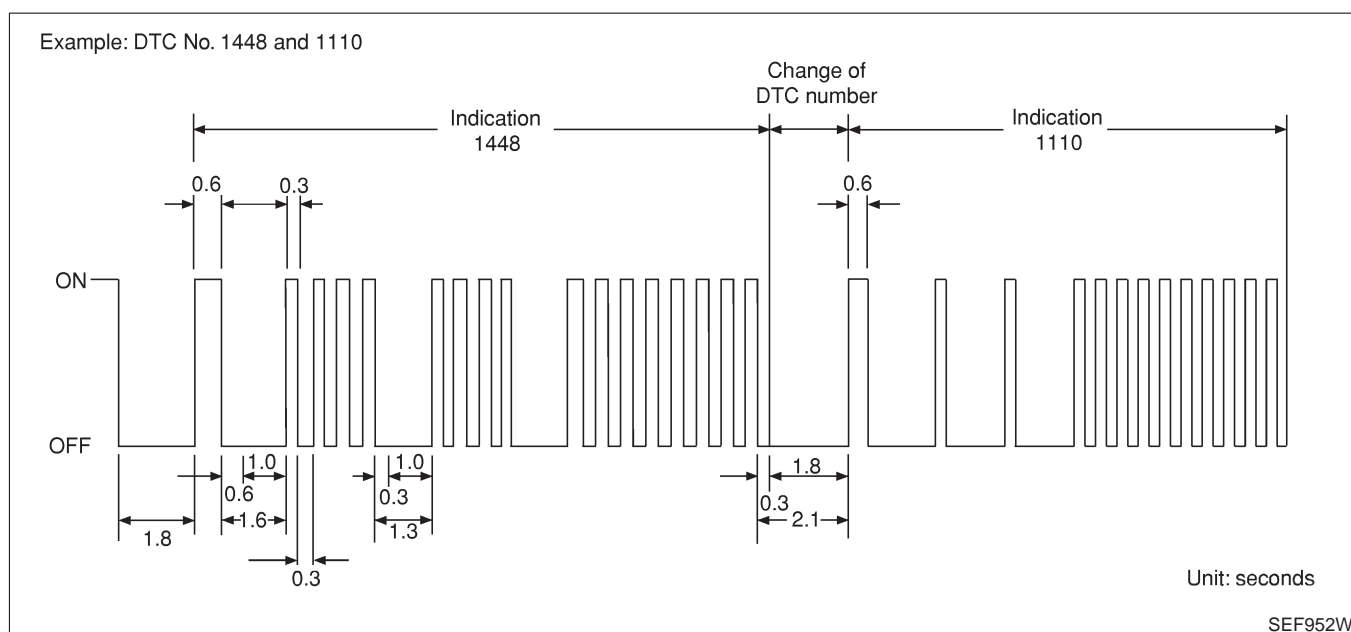 Example: DTC No. 1448 and 1110
Change of
DTC number
Indication
1448
Indication
1110
0.6
0.3
0.6
ON
OFF
1.0
1.0
1.8
0.6
0.3
0.3
1.6
1.3
2.1
1.8
0.3
Unit: seconds
SEF952W